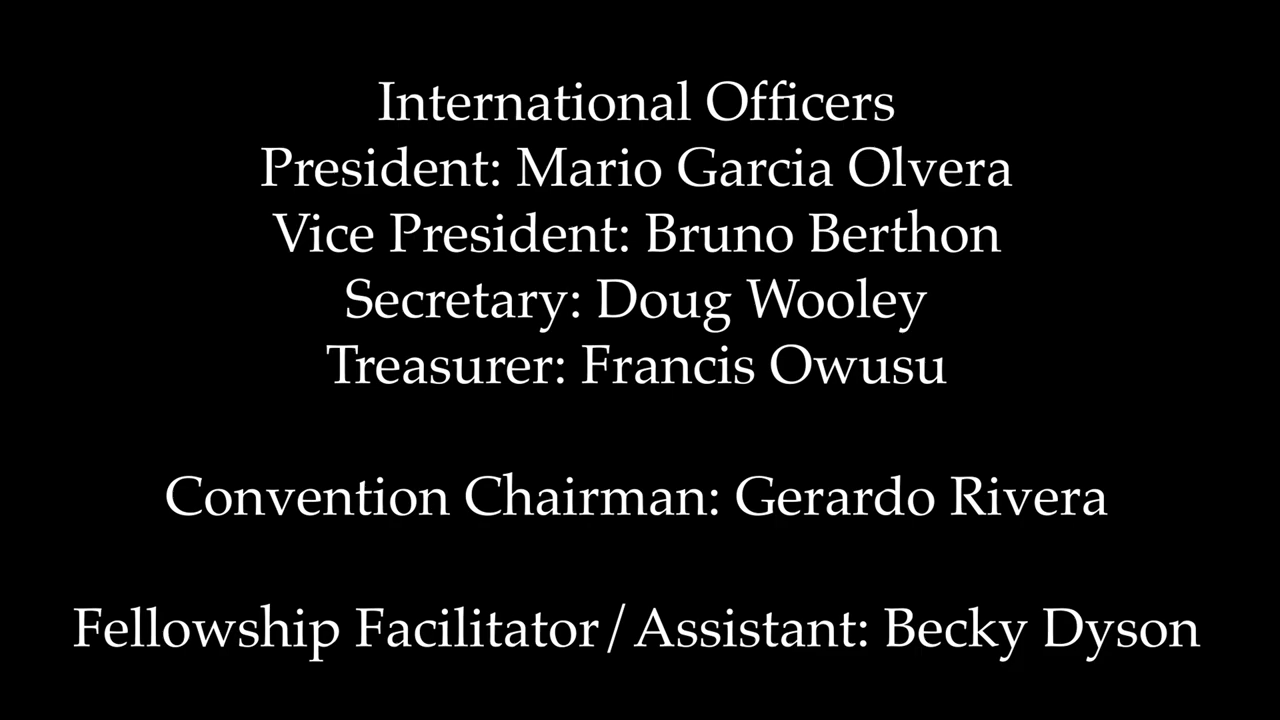 International Officers
President: Mario Garcia Olvera
Vice President: Bruno Berthon
Secretary: Doug Wooley
Treasurer: Francis Owusu
Convention Chairman: Gerardo Rivera
Fellowship Facilitator/Assistant: Becky Dyson